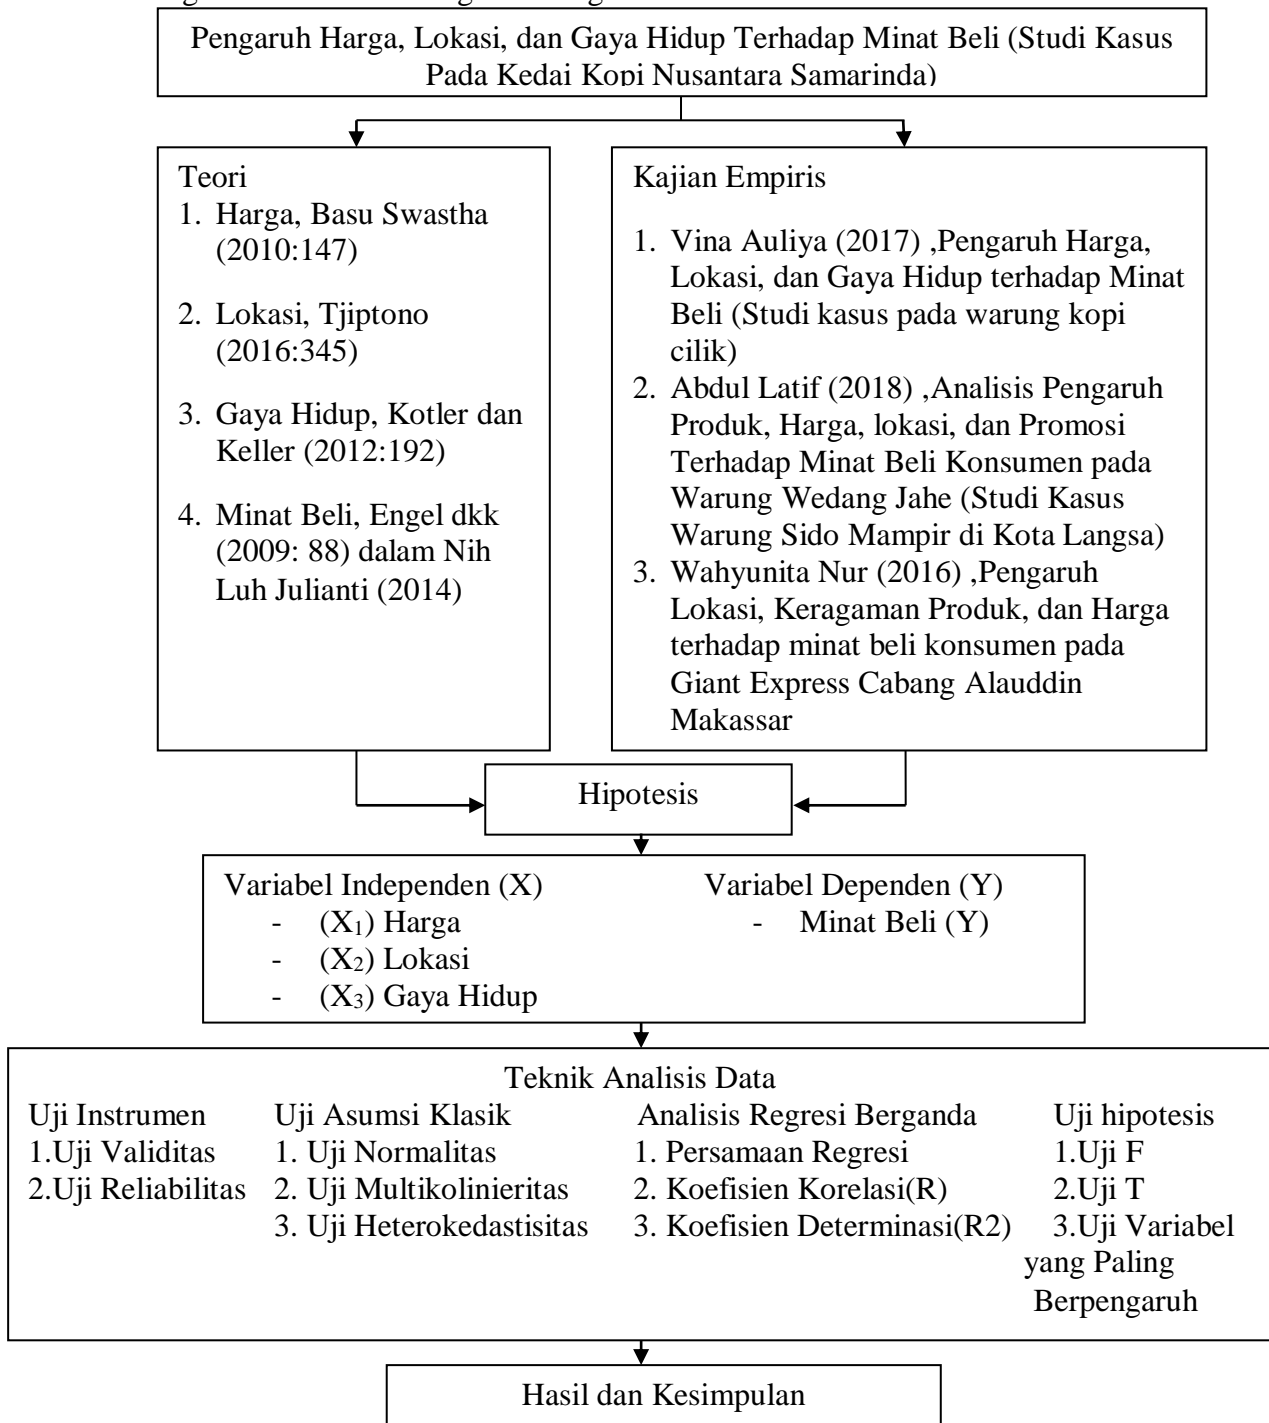 Pengaruh Harga, Lokasi, dan Gaya Hidup Terhadap Minat Beli (Studi Kasus
Pada Kedai Kopi Nusantara Samarinda)
Teori
1. Harga, Basu Swastha
(2010:147)
2. Lokasi, Tjiptono
(2016:345)
3. Gaya Hidup, Kotler dan
Keller (2012:192)
4. Minat Beli, Engel dkk
(2009: 88) dalam Nih
Luh Julianti (2014)
Kajian Empiris
1. Vina Auliya (2017) ,Pengaruh Harga,
Lokasi, dan Gaya Hidup terhadap Minat
Beli (Studi kasus pada warung kopi
cilik)
2. Abdul Latif (2018) ,Analisis Pengaruh
Produk, Harga, lokasi, dan Promosi
Terhadap Minat Beli Konsumen pada
Warung Wedang Jahe (Studi Kasus
Warung Sido Mampir di Kota Langsa)
3. Wahyunita Nur (2016) ,Pengaruh
Lokasi, Keragaman Produk, dan Harga
terhadap minat beli konsumen pada
Giant Express Cabang Alauddin
Makassar
Hipotesis
Variabel Independen (X)
- (X₁) Harga
- (X₂) Lokasi
- (X₃) Gaya Hidup
Variabel Dependen (Y)
- Minat Beli (Y)
Teknik Analisis Data
Uji Instrumen
1.Uji Validitas
2.Uji Reliabilitas
Uji Asumsi Klasik
1. Uji Normalitas
2. Uji Multikolinieritas
3. Uji Heterokedastisitas
Analisis Regresi Berganda
1. Persamaan Regresi
2. Koefisien Korelasi(R)
3. Koefisien Determinasi(R2)
Uji hipotesis
1.Uji F
2.Uji T
3.Uji Variabel
yang Paling
Berpengaruh
Hasil dan Kesimpulan